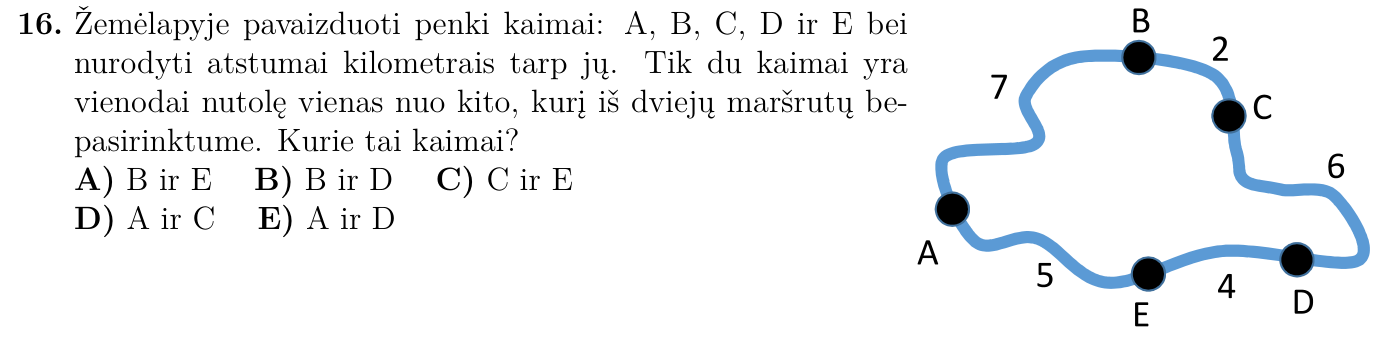 16. Žemėlapyje pavaizduoti penki kaimai: A, B, C, D ir E bei
nurodyti atstumai kilometrais tarp jų. Tik du kaimai yra
vienodai nutolę vienas nuo kito, kurį iš dviejų maršrutų be-
pasirinktume. Kurie tai kaimai?
A) B ir E B) B ir D C) C ir E
D) A ir C E) A ir D
B
2
7
C
6
A
5
4
E
D